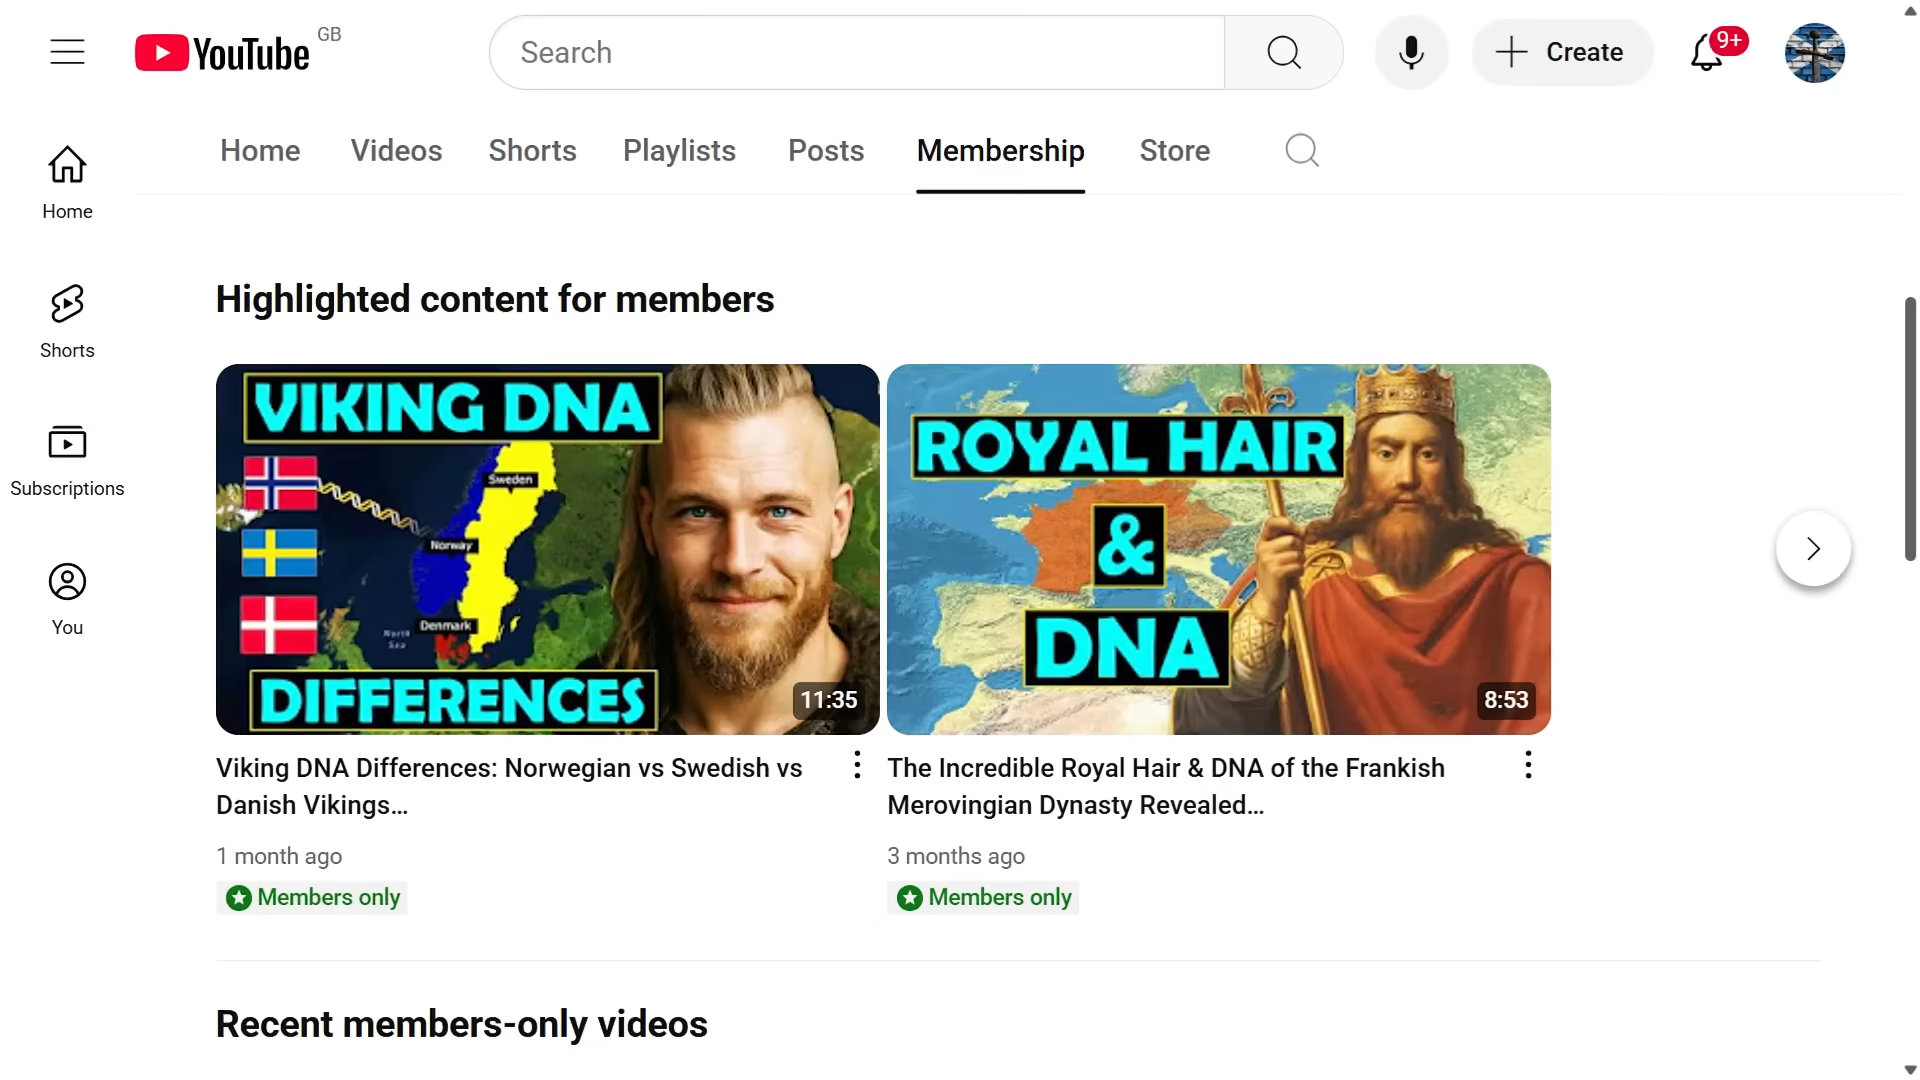 YouTube GB
Search
Create
9+
Home
Shorts
Subscriptions
You
Home Videos Shorts Playlists Posts Membership Store
Highlighted content for members
VIKING DNA
Sweden
Norway
Denmark
North
Sea
DIFFERENCES
11:35
Viking DNA Differences: Norwegian vs Swedish vs
Danish Vikings...
1 month ago
Members only
ROYAL HAIR
&
DNA
8:53
The Incredible Royal Hair & DNA of the Frankish
Merovingian Dynasty Revealed...
3 months ago
Members only
Recent members-only videos